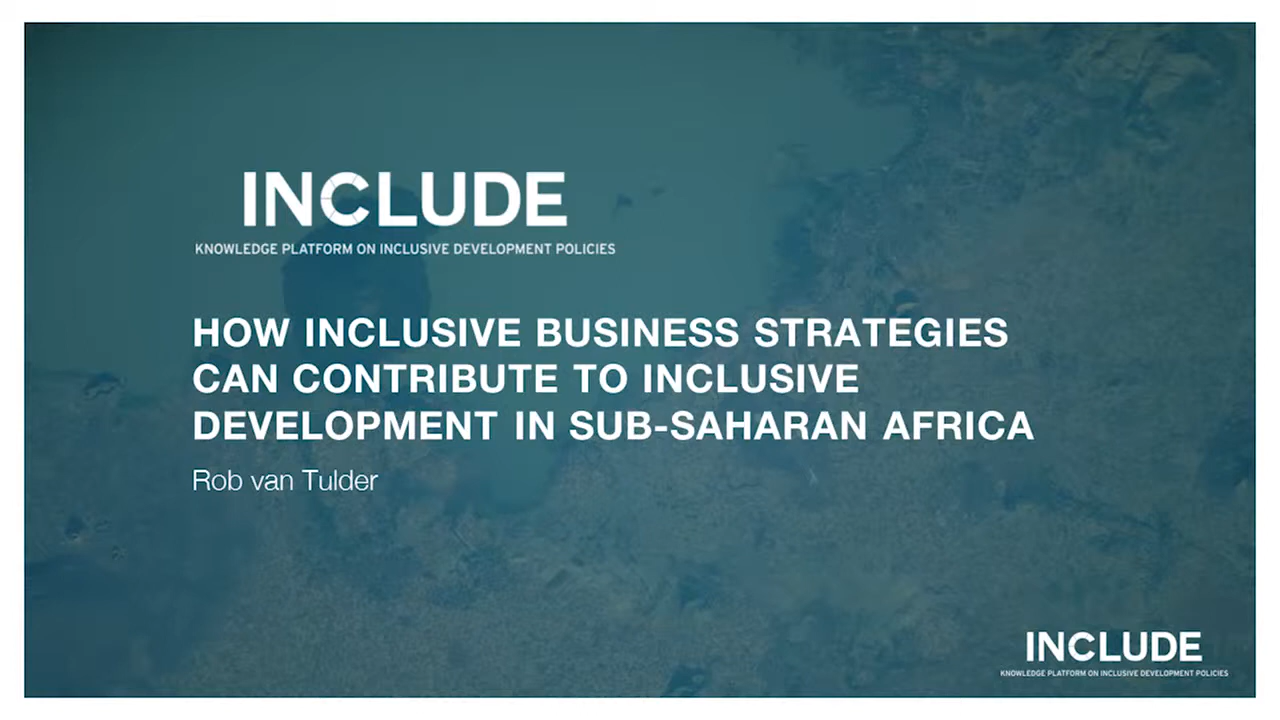 INCLUDE
KNOWLEDGE PLATFORM ON INCLUSIVE DEVELOPMENT POLICIES
HOW INCLUSIVE BUSINESS STRATEGIES
CAN CONTRIBUTE TO INCLUSIVE
DEVELOPMENT IN SUB-SAHARAN AFRICA
Rob van Tulder
INCLUDE
KNOWLEDGE PLATFORM ON INCLUSIVE DEVELOPMENT POLICIES